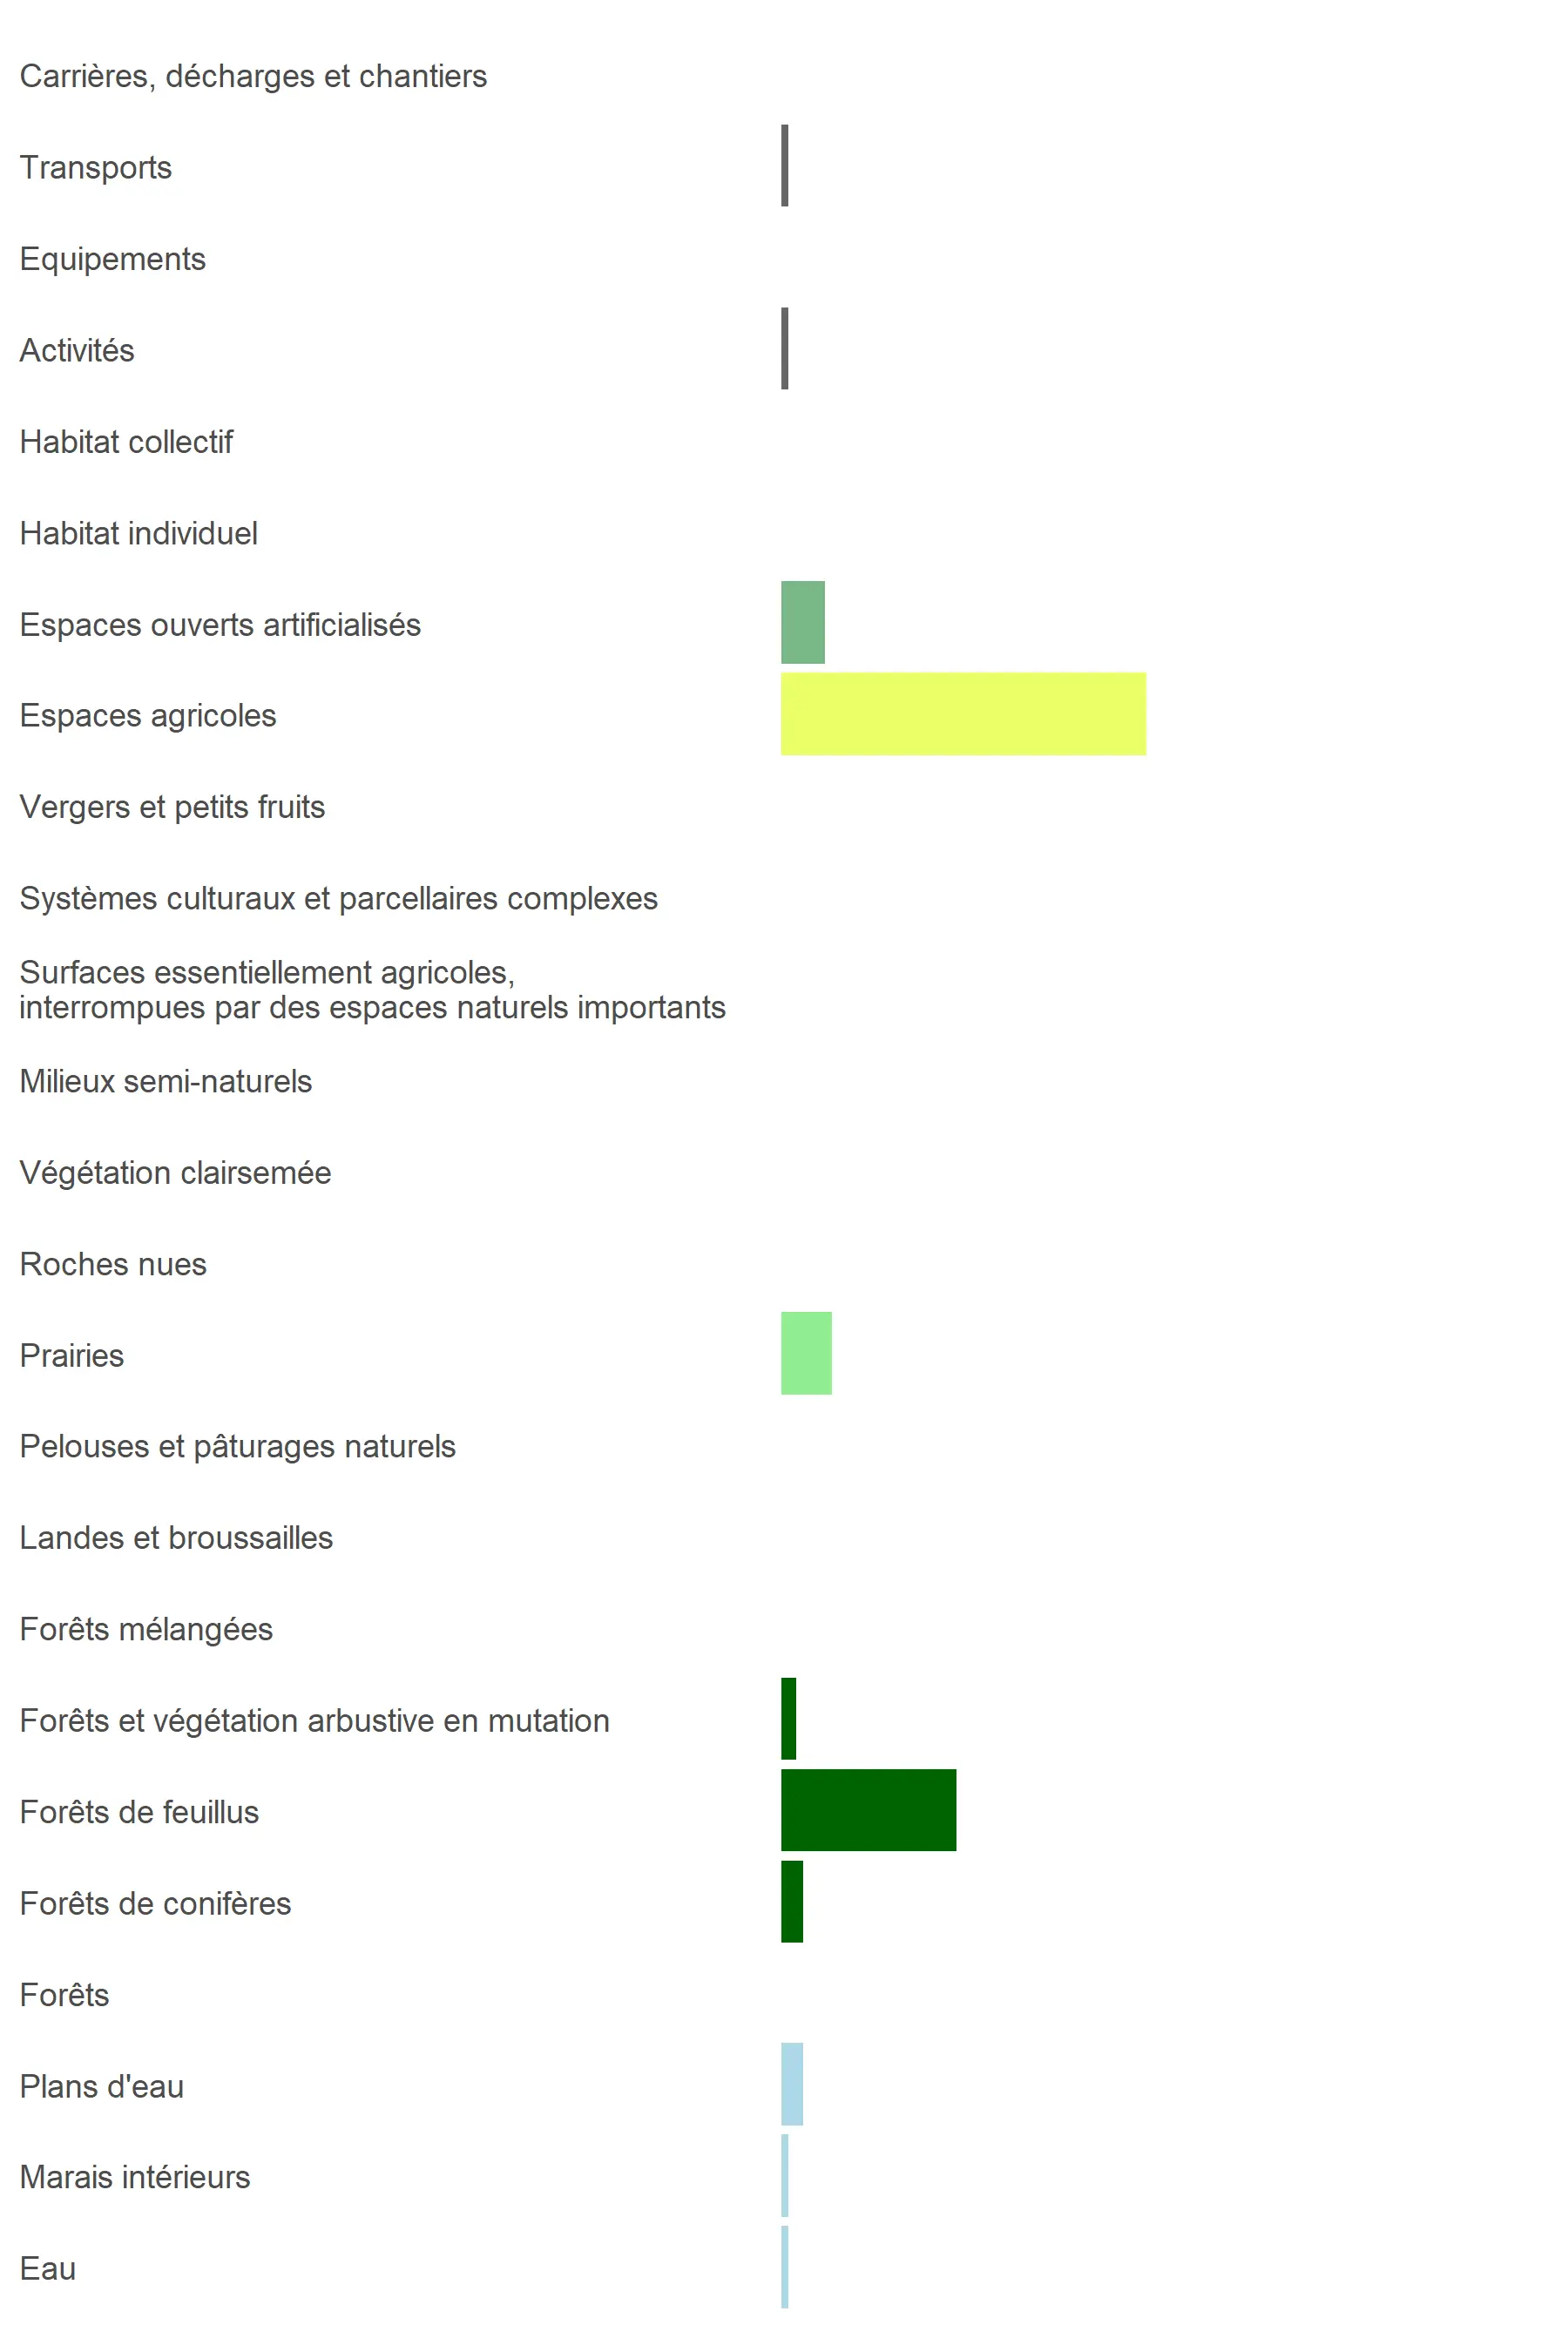 Carrières, décharges et chantiers
Transports
Equipements
Activités
Habitat collectif
Habitat individuel
Espaces ouverts artificialisés
Espaces agricoles
Vergers et petits fruits
Systèmes culturaux et parcellaires complexes
Surfaces essentiellement agricoles,
interrompues par des espaces naturels importants
Milieux semi-naturels
Végétation clairsemée
Roches nues
Prairies
Pelouses et pâturages naturels
Landes et broussailles
Forêts mélangées
Forêts et végétation arbustive en mutation
Forêts de feuillus
Forêts de conifères
Forêts
Plans d'eau
Marais intérieurs
Eau